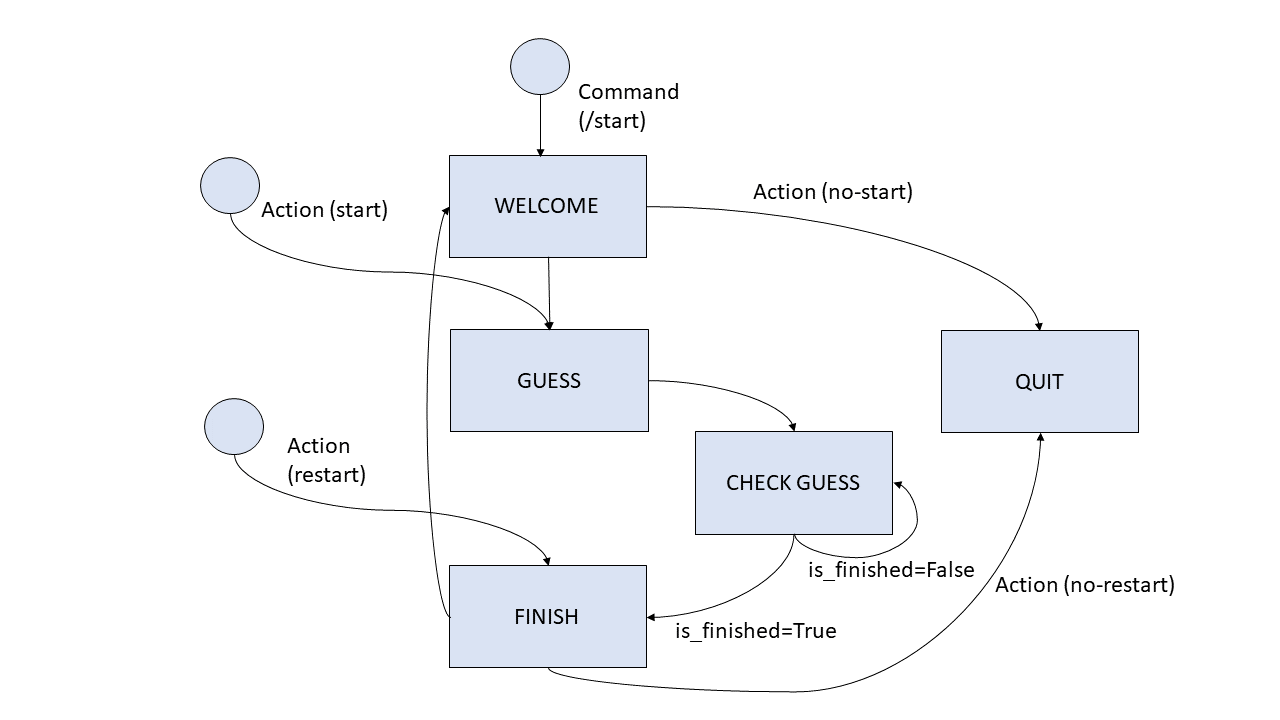 Command
(/start)
WELCOME
Action (no-start)
Action (start)
GUESS
QUIT
Action
(restart)
CHECK GUESS
is_finished=False
Action (no-restart)
FINISH
is_finished=True